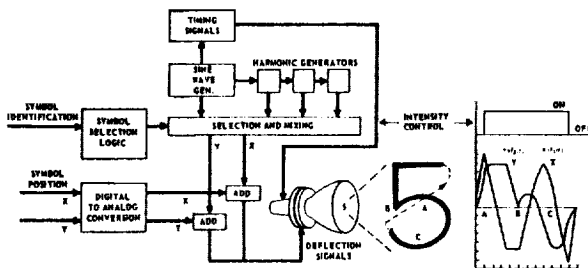 TIMING
SIGNALS
HARMONIC GENERATORS
SINE
WAVE
GEN.
SYMBOL
IDENTIFICATION
SYMBOL
SELECTION
LOGIC
SELECTION AND MIXING
INTENSITY
CONTROL
ON
OFF
Y
X
Y
X
SYMBOL
POSITION
X
Y
DIGITAL
TO ANALOG
CONVERSION
X
Y
ADD
ADD
5
DEFLECTION
SIGNALS
5
B
A
C
A
B
C